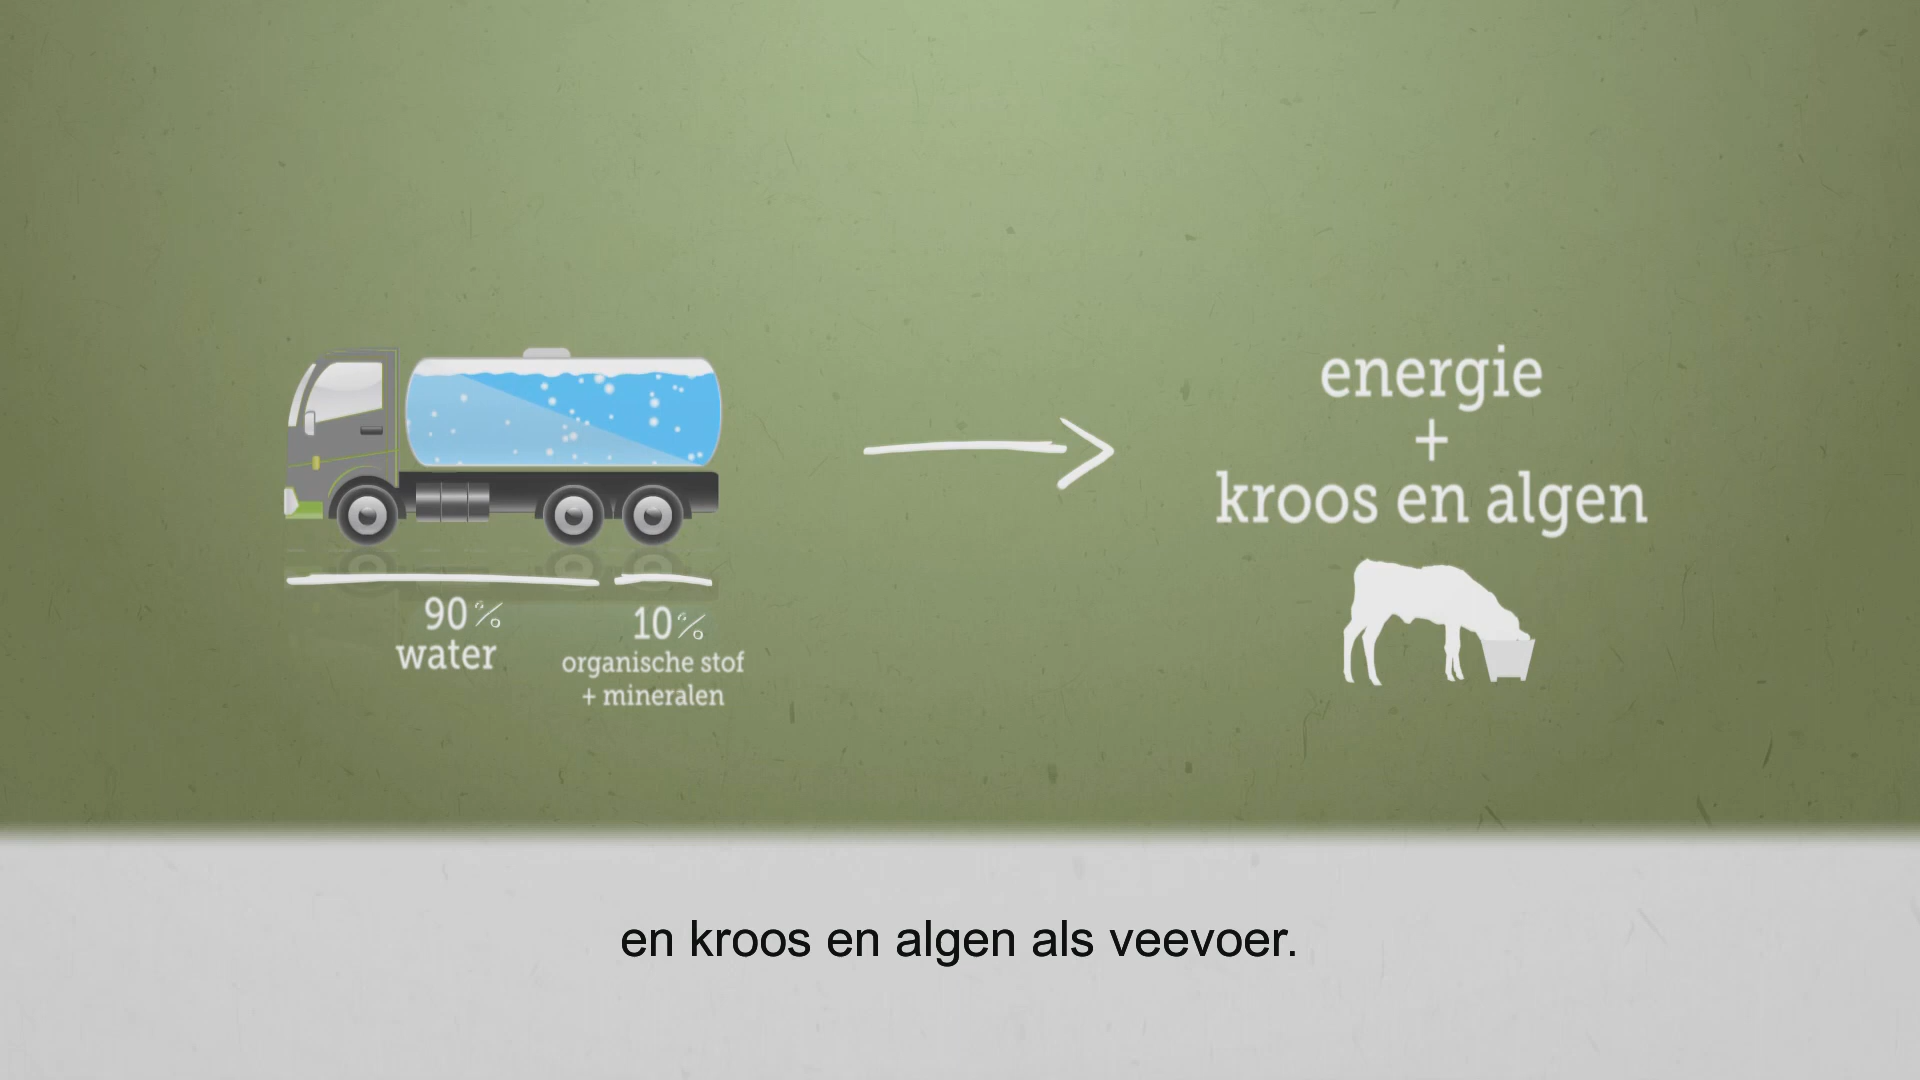 energie
+
kroos en algen
90%
water
10%
organische stof
+ mineralen
en kroos en algen als veevoer.